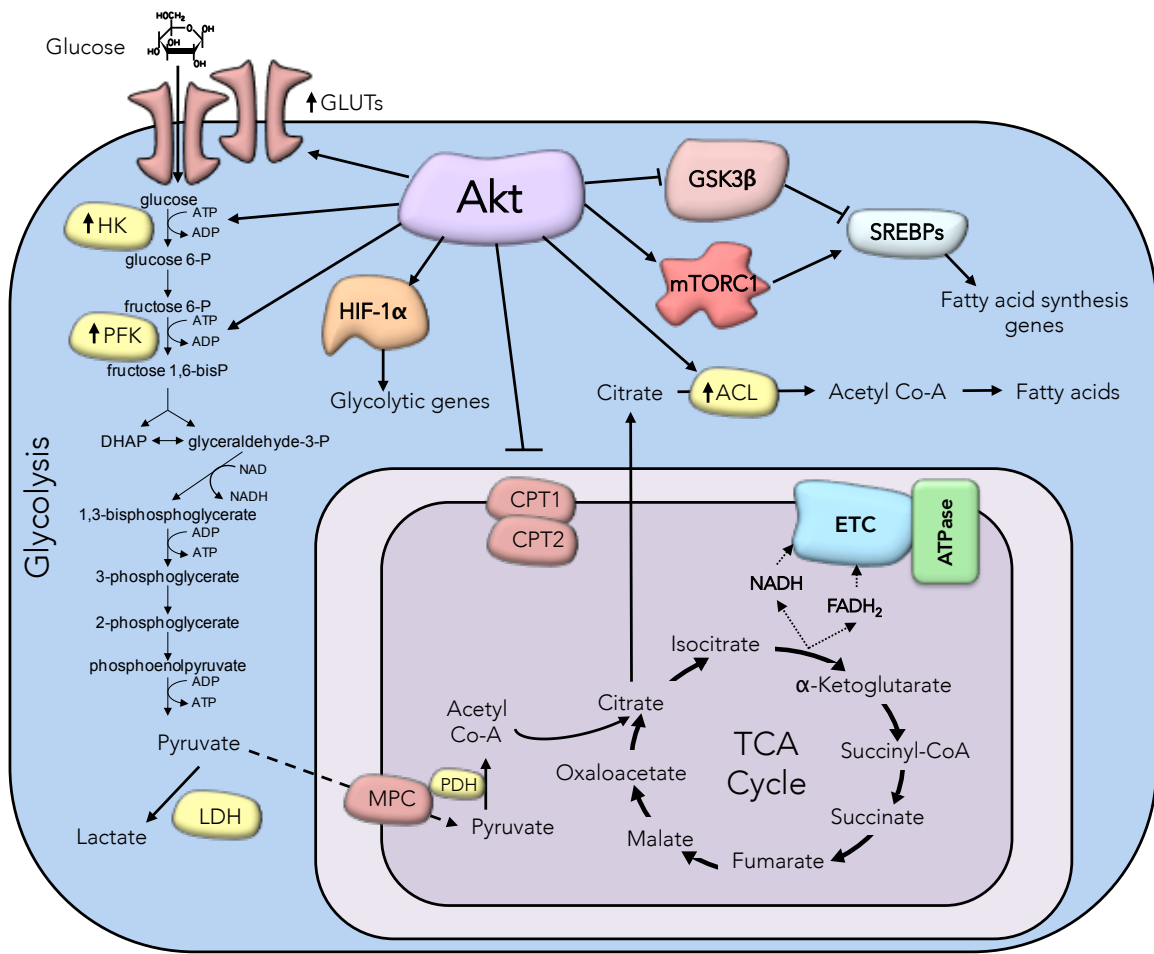 HOCH₂
O
OH
HO
OH
OH
Glucose
GLUTs
glucose
ATP
ADP
HK
glucose 6-P
fructose 6-P
ATP
ADP
PFK
fructose 1,6-bisP
DHAP
glyceraldehyde-3-P
NAD
NADH
1,3-bisphosphoglycerate
ADP
ATP
3-phosphoglycerate
2-phosphoglycerate
phosphoenolpyruvate
ADP
ATP
Pyruvate
LDH
Lactate
Glycolysis
Akt
GSK3β
SREBPs
mTORC1
Fatty acid synthesis
genes
HIF-1α
Glycolytic genes
Citrate
ACL
Acetyl Co-A
Fatty acids
CPT1
CPT2
ETC
ATPase
NADH
FADH₂
Isocitrate
α-Ketoglutarate
Citrate
Acetyl
Co-A
TCA
Cycle
Succinyl-CoA
Oxaloacetate
PDH
MPC
Pyruvate
Succinate
Malate
Fumarate